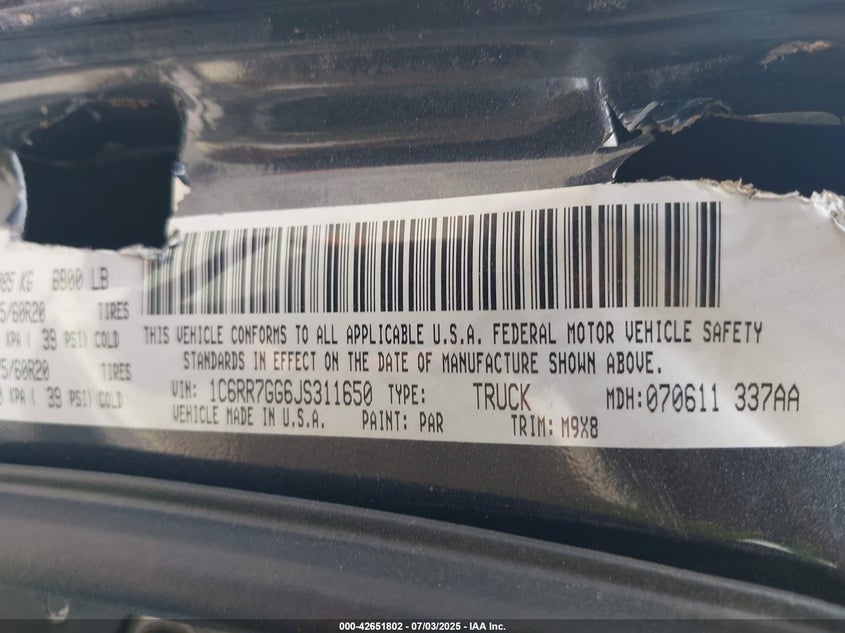 005 KG 6800 LB
5/60R20 TIRES
KPA ( 39 PSI) COLD
5/60R20 TIRES
0 KPA ( 39 PSI) COLD
THIS VEHICLE CONFORMS TO ALL APPLICABLE U.S.A. FEDERAL MOTOR VEHICLE SAFETY
STANDARDS IN EFFECT ON THE DATE OF MANUFACTURE SHOWN ABOVE.
VIN: 1C6RR7GG6JS311650 TYPE: TRUCK MDH: 070611 337AA
VEHICLE MADE IN U.S.A. PAINT: PAR TRIM: M9X8
000-42651802 - 07/03/2025 - IAA Inc.